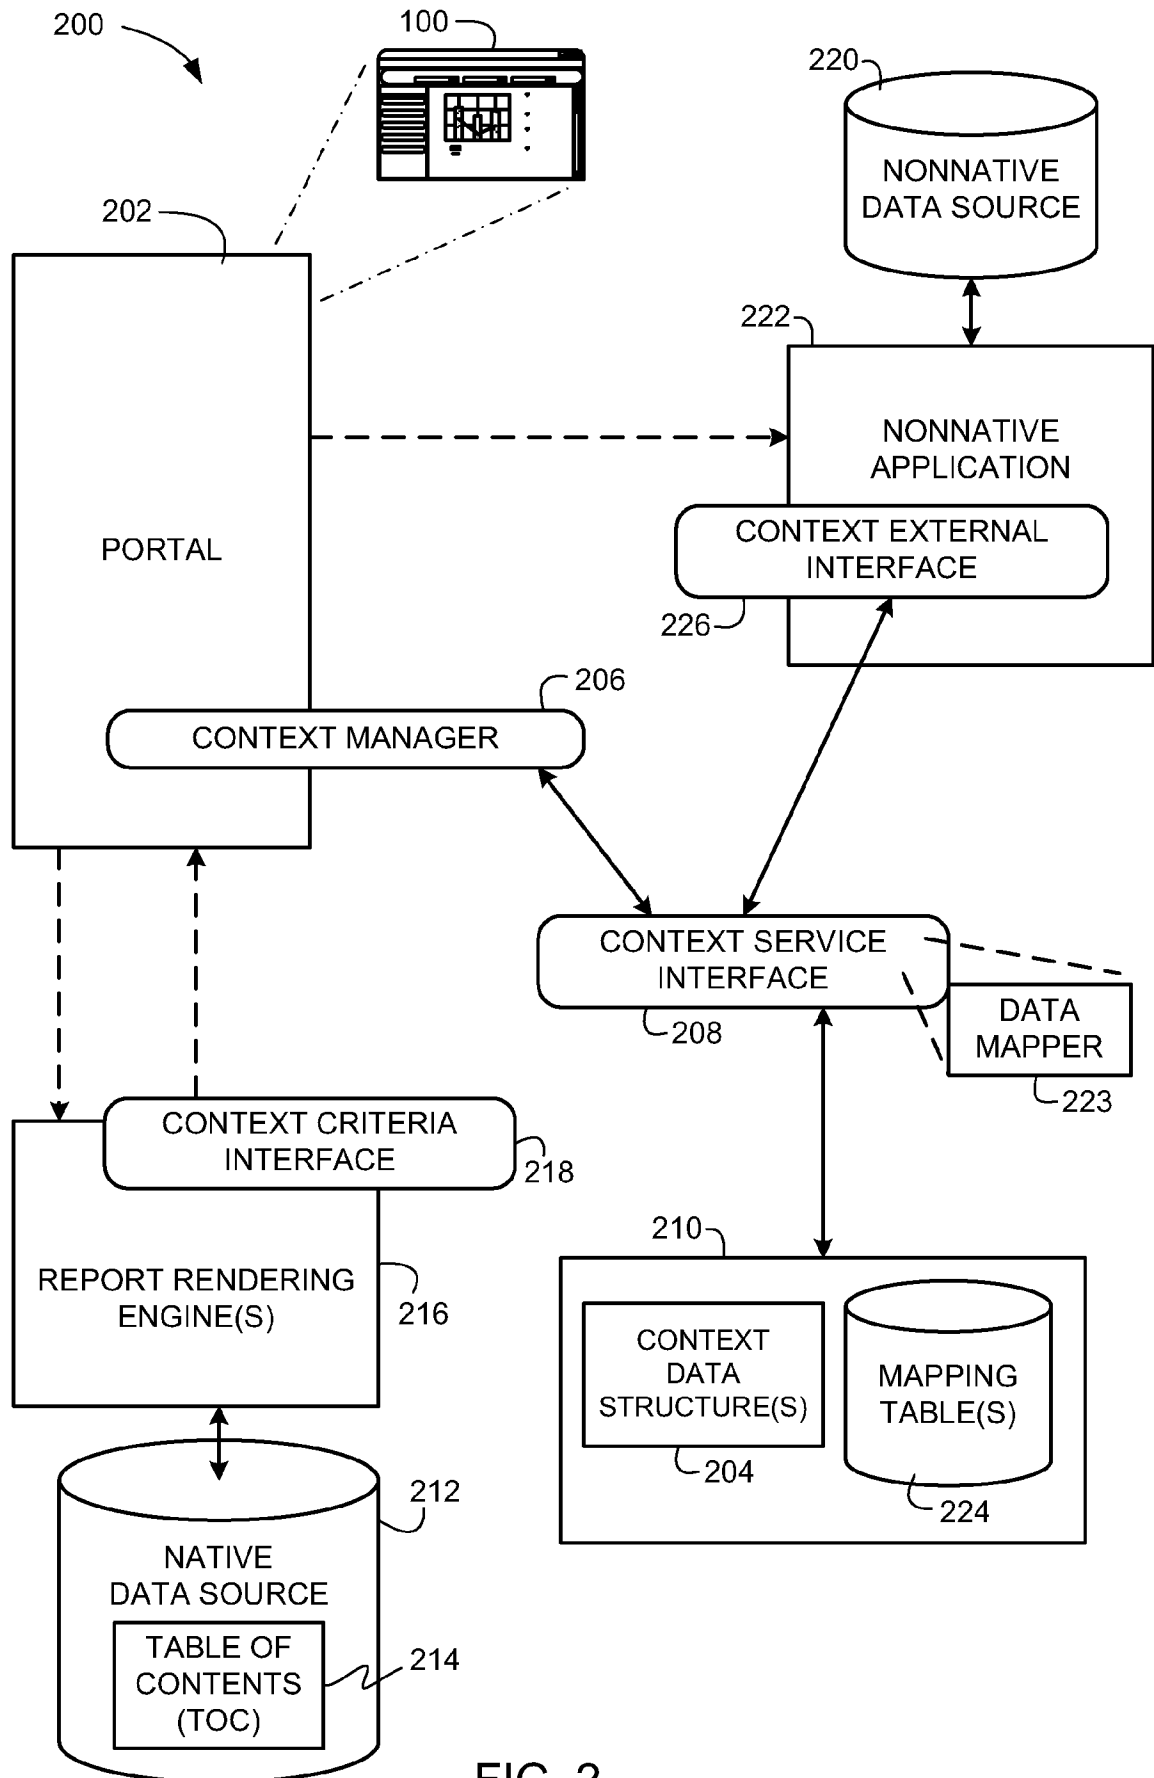 200
100
220
NONNATIVE
DATA SOURCE
202
222
NONNATIVE
APPLICATION
CONTEXT EXTERNAL
INTERFACE
226
PORTAL
206
CONTEXT MANAGER
CONTEXT SERVICE
INTERFACE
208
DATA
MAPPER
223
CONTEXT CRITERIA
INTERFACE
218
REPORT RENDERING
ENGINE(S)
216
210
CONTEXT
DATA
STRUCTURE(S)
204
MAPPING
TABLE(S)
224
212
NATIVE
DATA SOURCE
TABLE OF
CONTENTS
(TOC)
214
FIG. 2